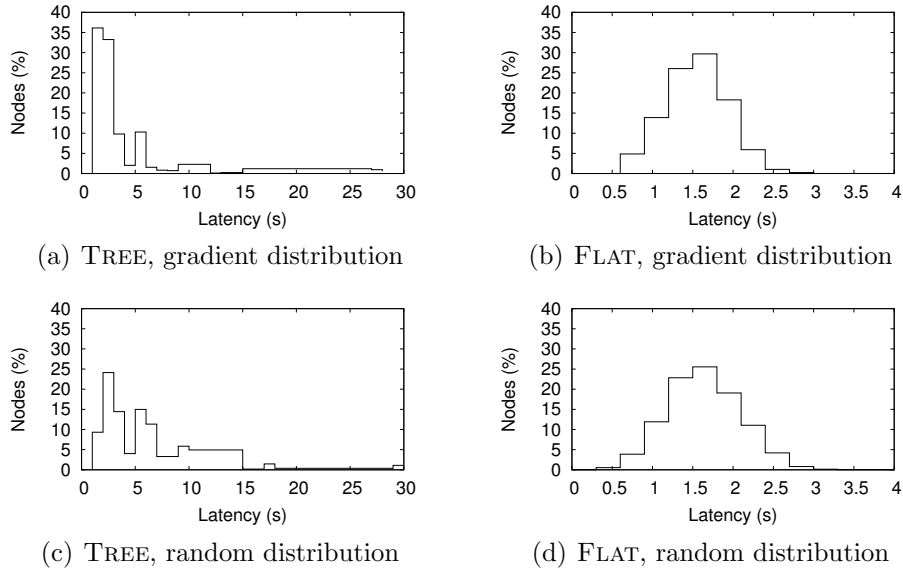 40
35
30
25
20
15
10
5
0
Nodes (%)
0 5 10 15 20 25 30
Latency (s)
(a) TREE, gradient distribution
40
35
30
25
20
15
10
5
0
Nodes (%)
0 0.5 1 1.5 2 2.5 3 3.5 4
Latency (s)
(b) FLAT, gradient distribution
40
35
30
25
20
15
10
5
0
Nodes (%)
0 5 10 15 20 25 30
Latency (s)
(c) TREE, random distribution
40
35
30
25
20
15
10
5
0
Nodes (%)
0 0.5 1 1.5 2 2.5 3 3.5 4
Latency (s)
(d) FLAT, random distribution